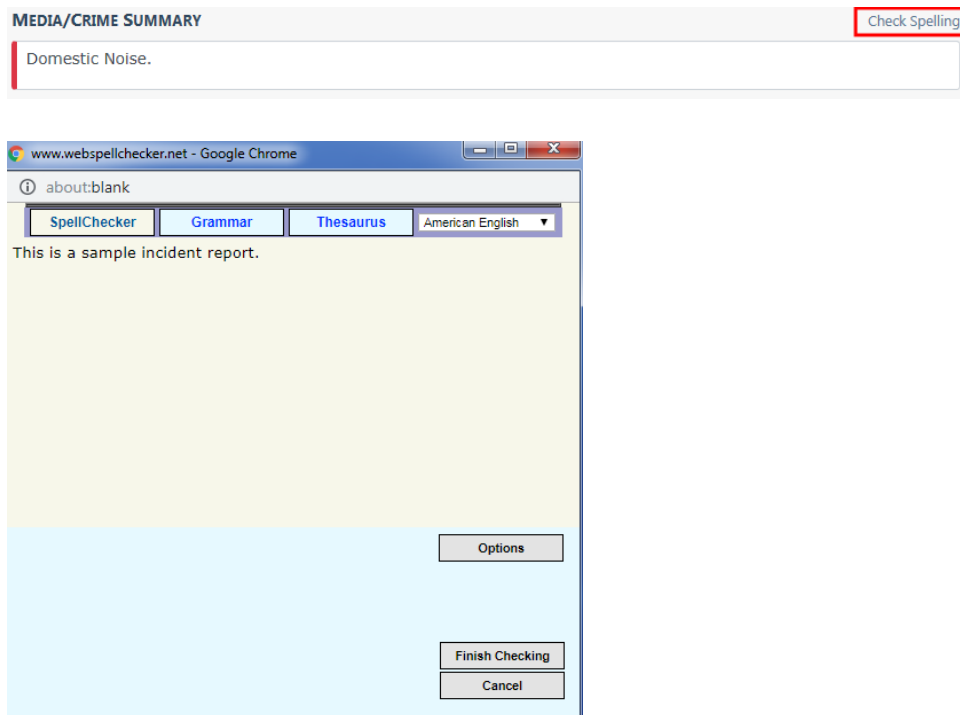 MEDIA/CRIME SUMMARY Check Spelling
Domestic Noise.
www.webspellchecker.net - Google Chrome
about:blank
SpellChecker Grammar Thesaurus American English
This is a sample incident report.
Options
Finish Checking
Cancel